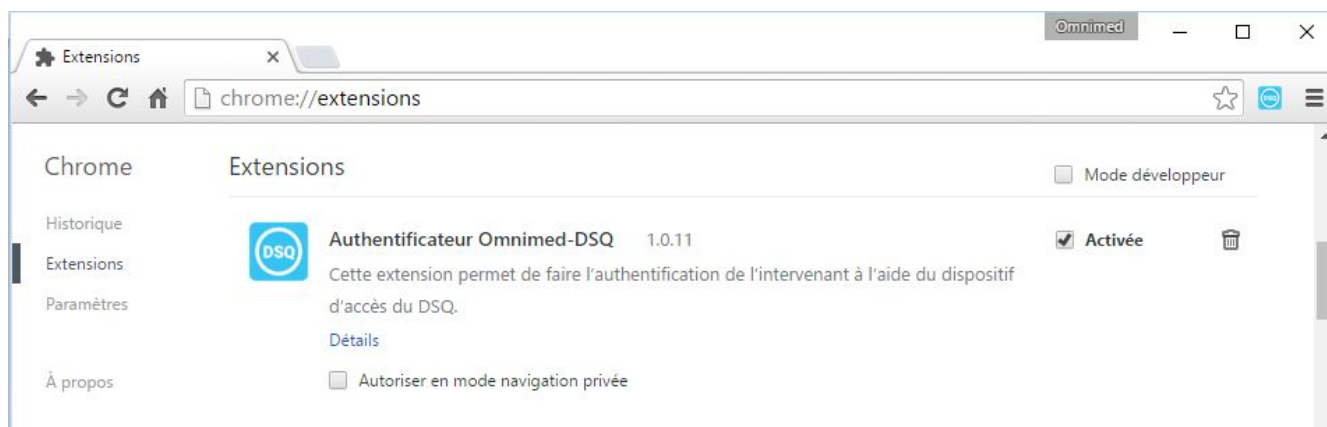 Omnimed
Extensions
chrome://extensions
Chrome
Extensions
Mode développeur
Historique
DSQ
Authentificateur Omnimed-DSQ 1.0.11
Activée
Extensions
Cette extension permet de faire l'authentification de l'intervenant à l'aide du dispositif
Paramètres
d'accès du DSQ.
Détails
À propos
Autoriser en mode navigation privée